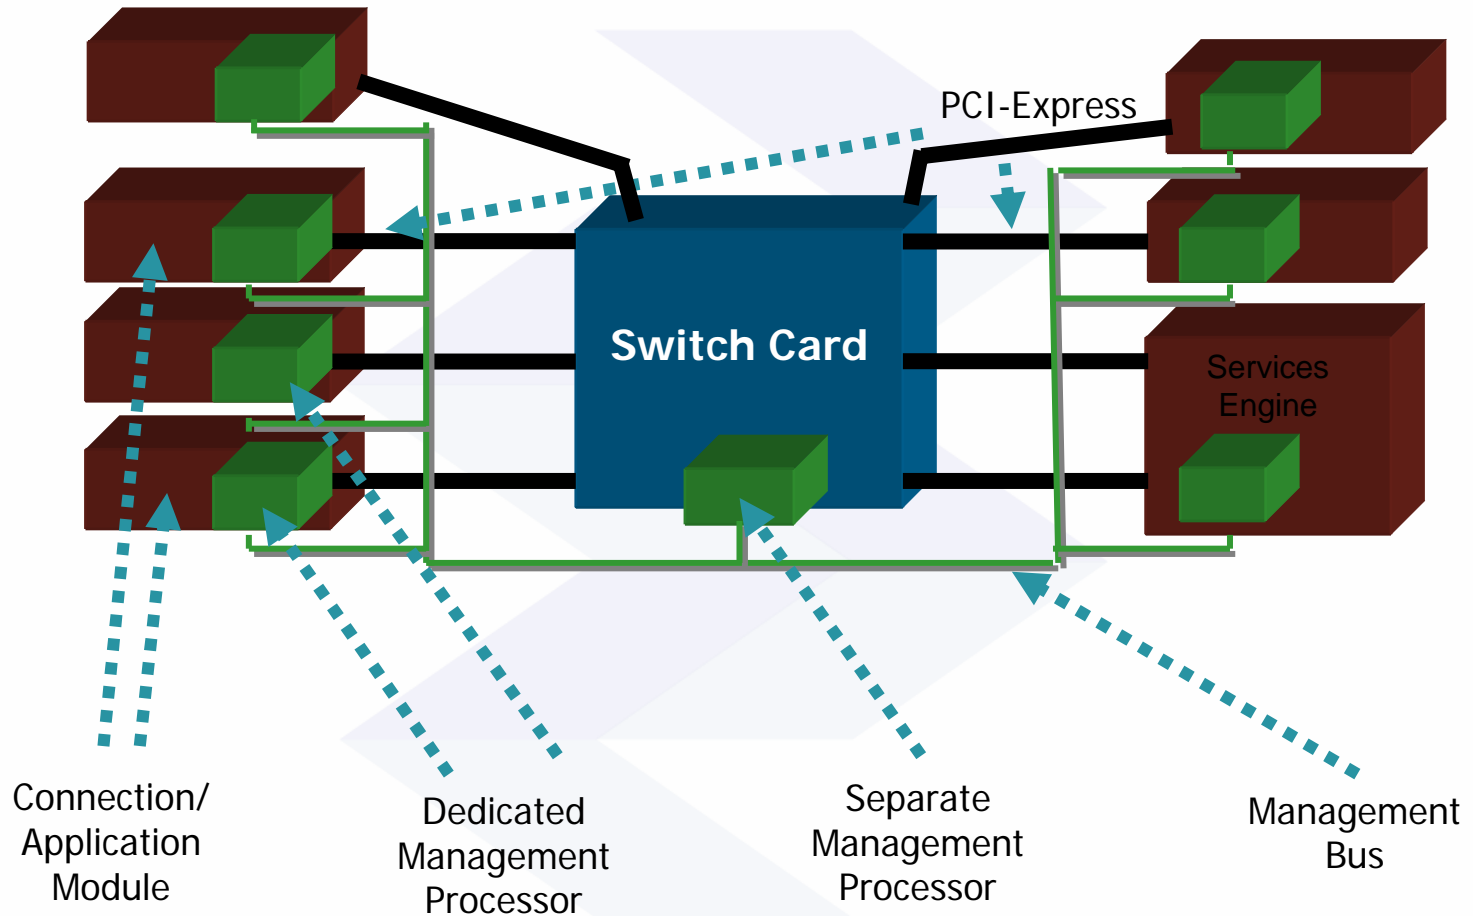 PCI-Express
Switch Card
Services
Engine
Connection/
Application
Module
Dedicated
Management
Processor
Separate
Management
Processor
Management
Bus